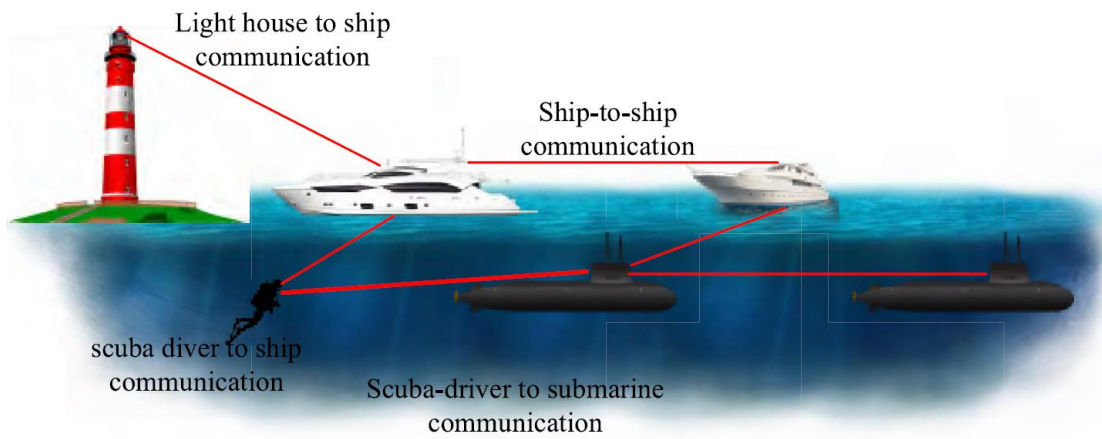 Light house to ship
communication
Ship-to-ship
communication
scuba diver to ship
communication
Scuba-driver to submarine
communication